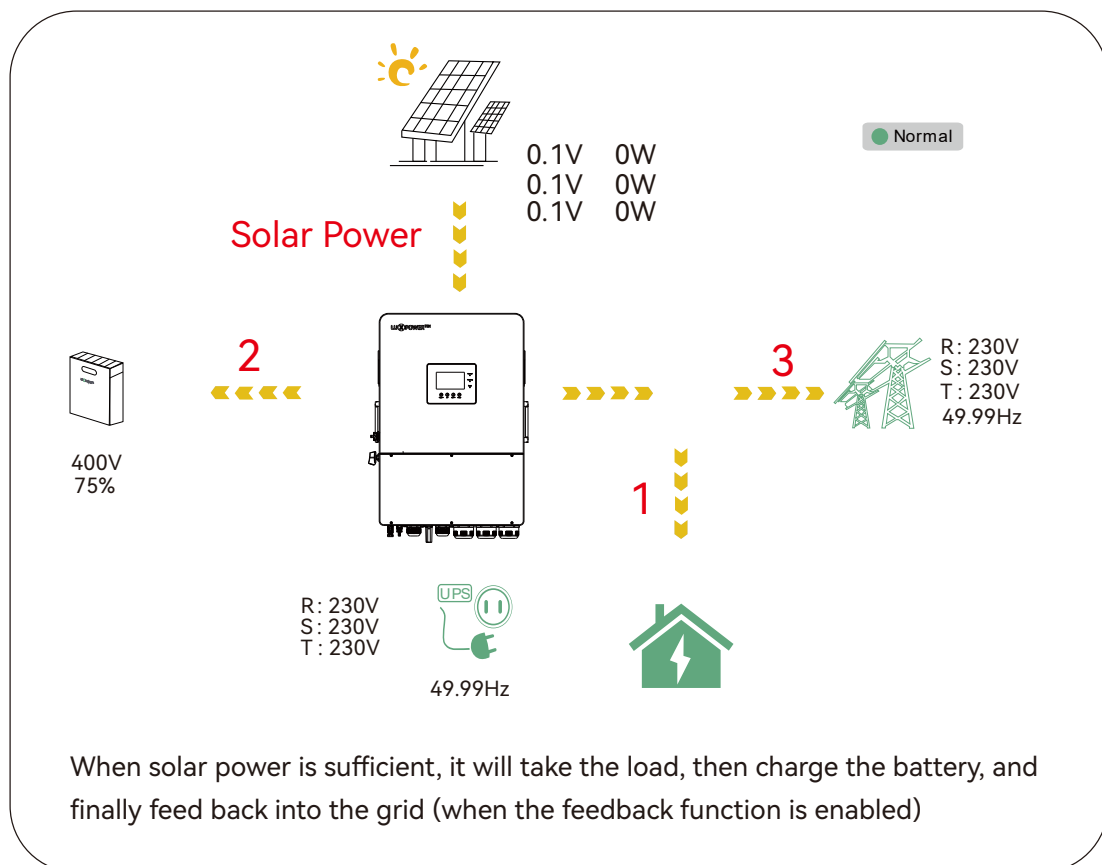 Normal
0.1V 0W
0.1V 0W
0.1V 0W
Solar Power
LUXPOWER
2
3
R: 230V
S: 230V
T: 230V
49.99Hz
400V
75%
1
UPS
R: 230V
S: 230V
T: 230V
49.99Hz
When solar power is sufficient, it will take the load, then charge the battery, and
finally feed back into the grid (when the feedback function is enabled)